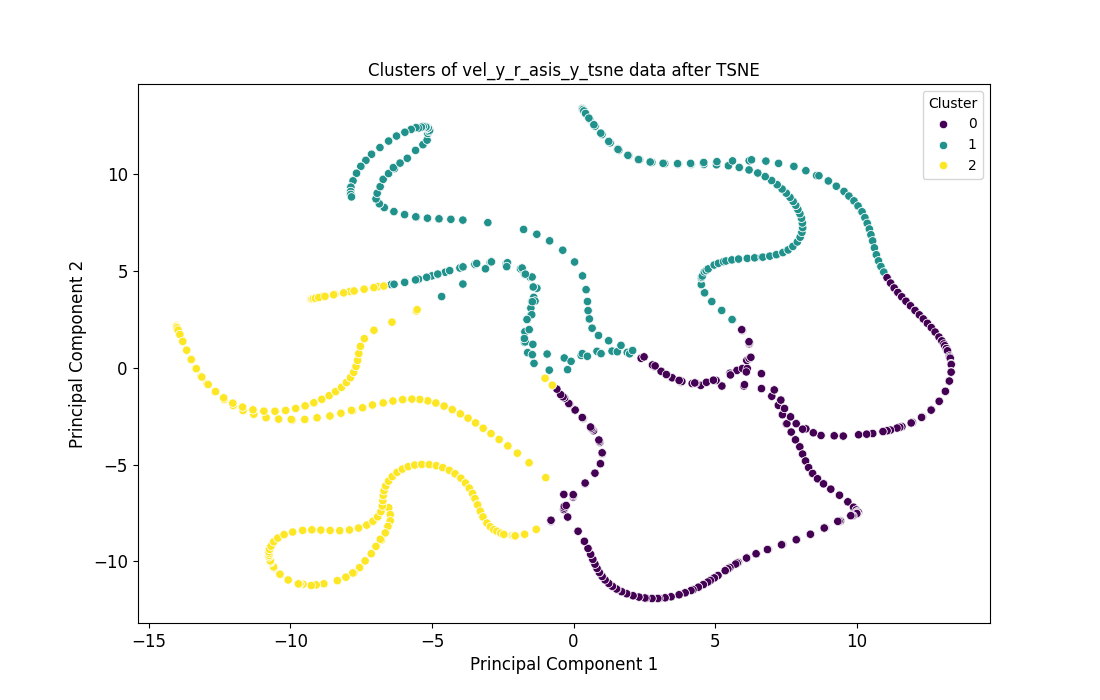 Clusters of vel_y_r_asis_y_tsne data after TSNE
Cluster
0
1
2
Principal Component 2
10
5
0
−5
−10
−15 −10 −5 0 5 10
Principal Component 1